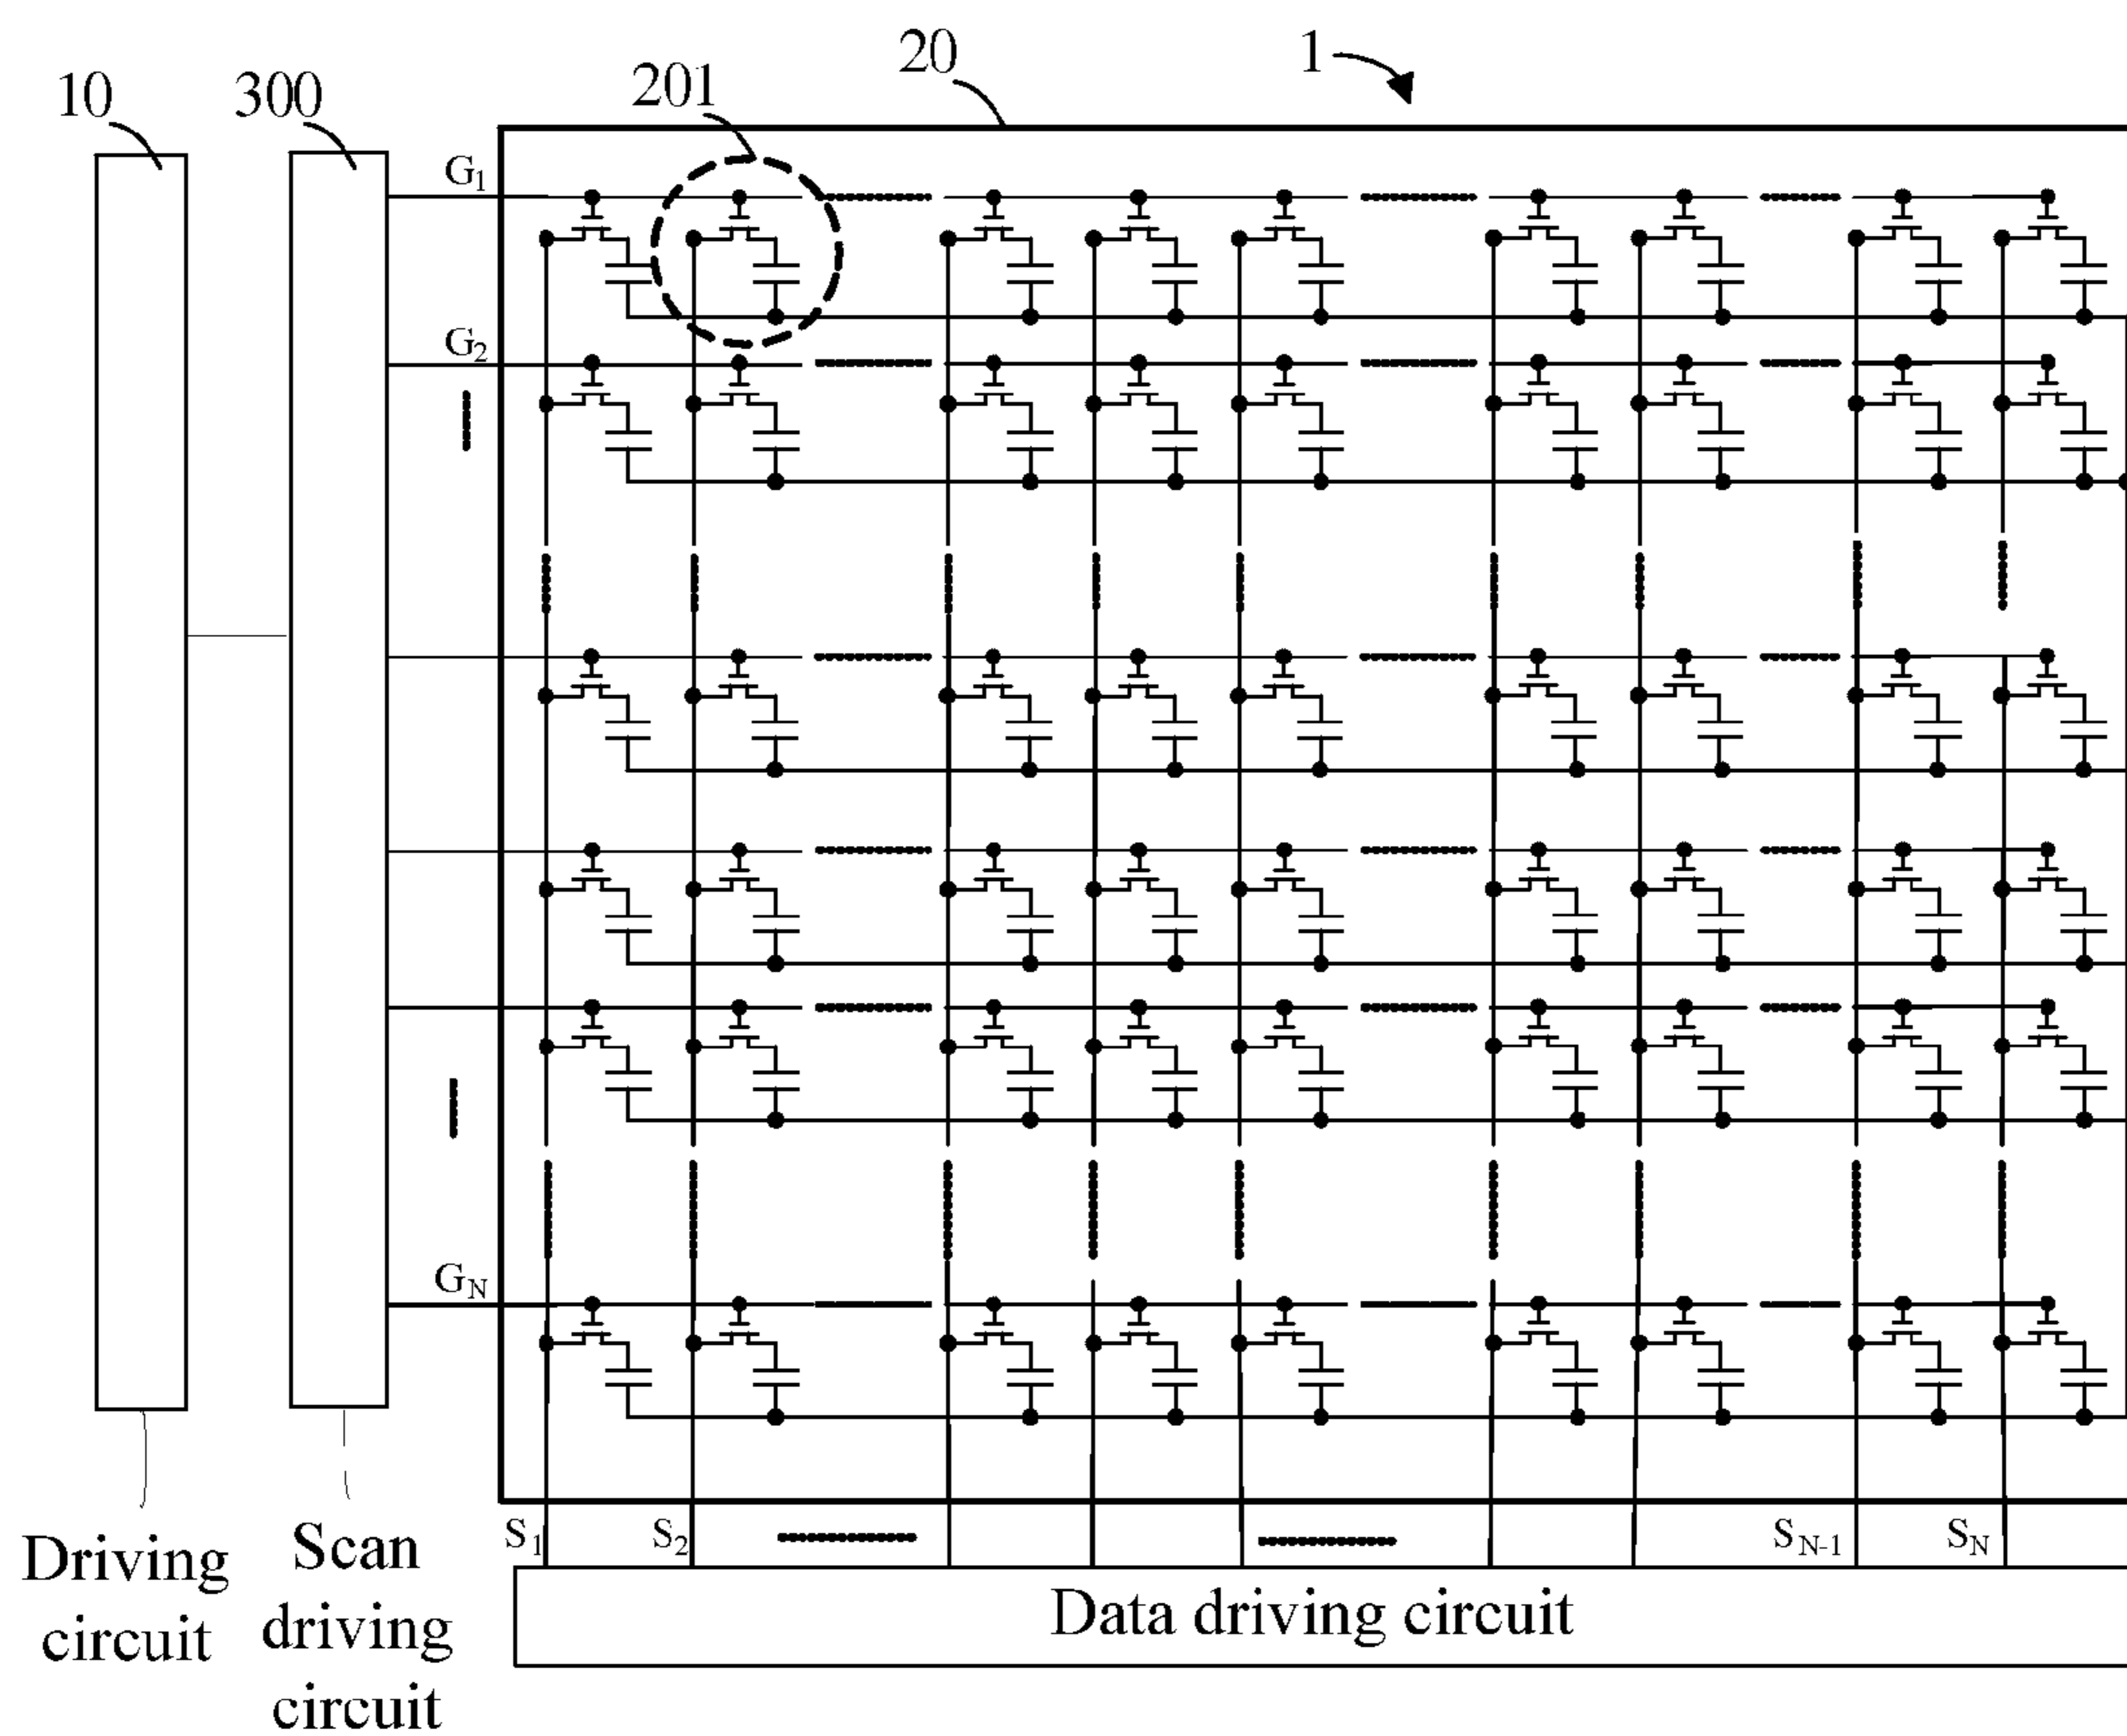 10
300
201
20
1
G1
G2
GN
S1
S2
SN-1
SN
Data driving circuit
Driving
circuit
Scan
driving
circuit